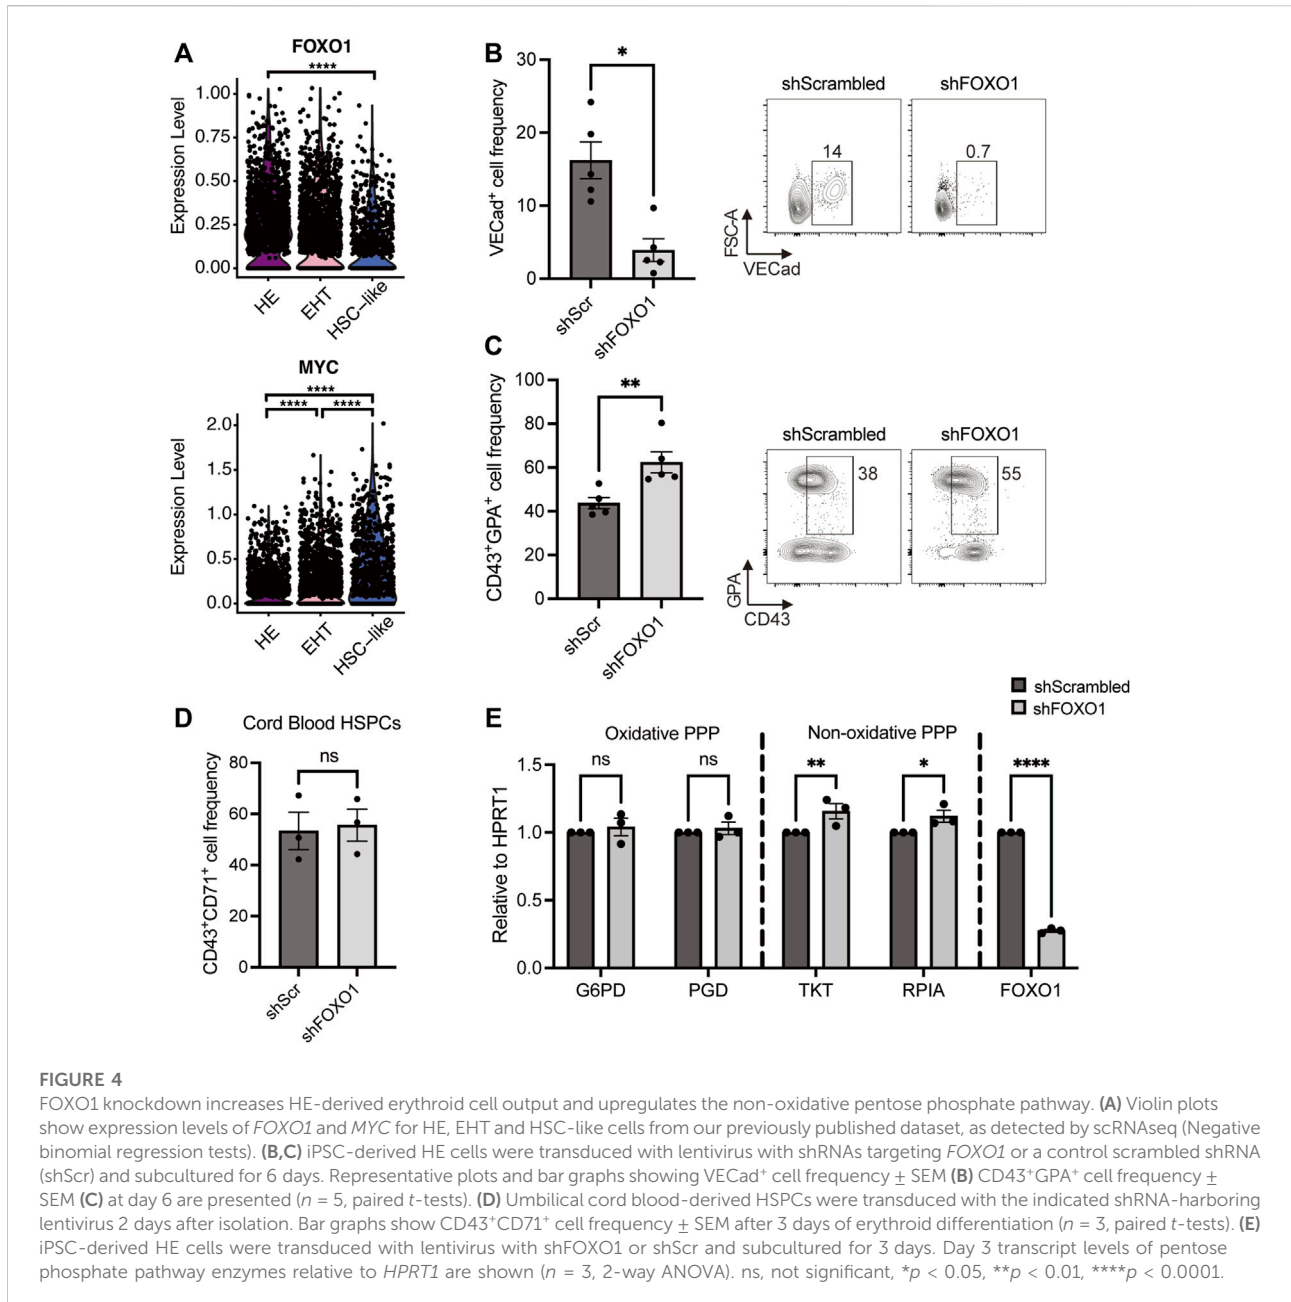 A
FOXO1
****
Expression Level
1.00
0.75
0.50
0.25
0.00
HE
EHT
HSC–like
MYC
****
**** ****
Expression Level
2.0
1.5
1.0
0.5
0.0
HE
EHT
HSC–like
B
VECad+ cell frequency
30
20
10
0
*
shScr
shFOXO1
shScrambled
shFOXO1
14
0.7
FSC-A
VECad
C
CD43+GPA+ cell frequency
100
80
60
40
20
0
**
shScr
shFOXO1
shScrambled
shFOXO1
38
55
GPA
CD43
D
Cord Blood HSPCs
CD43+CD71+ cell frequency
80
60
40
20
0
ns
shScr
shFOXO1
E
shScrambled
shFOXO1
Oxidative PPP
Non-oxidative PPP
Relative to HPRT1
1.5
1.0
0.5
0.0
ns
ns
**
*
****
G6PD
PGD
TKT
RPIA
FOXO1
FIGURE 4
FOXO1 knockdown increases HE-derived erythroid cell output and upregulates the non-oxidative pentose phosphate pathway. (A) Violin plots
show expression levels of FOXO1 and MYC for HE, EHT and HSC-like cells from our previously published dataset, as detected by scRNAseq (Negative
binomial regression tests). (B,C) iPSC-derived HE cells were transduced with lentivirus with shRNAs targeting FOXO1 or a control scrambled shRNA
(shScr) and subcultured for 6 days. Representative plots and bar graphs showing VECad+ cell frequency ± SEM (B) CD43+GPA+ cell frequency ±
SEM (C) at day 6 are presented (n = 5, paired t-tests). (D) Umbilical cord blood-derived HSPCs were transduced with the indicated shRNA-harboring
lentivirus 2 days after isolation. Bar graphs show CD43+CD71+ cell frequency ± SEM after 3 days of erythroid differentiation (n = 3, paired t-tests). (E)
iPSC-derived HE cells were transduced with lentivirus with shFOXO1 or shScr and subcultured for 3 days. Day 3 transcript levels of pentose
phosphate pathway enzymes relative to HPRT1 are shown (n = 3, 2-way ANOVA). ns, not significant, *p < 0.05, **p < 0.01, ****p < 0.0001.